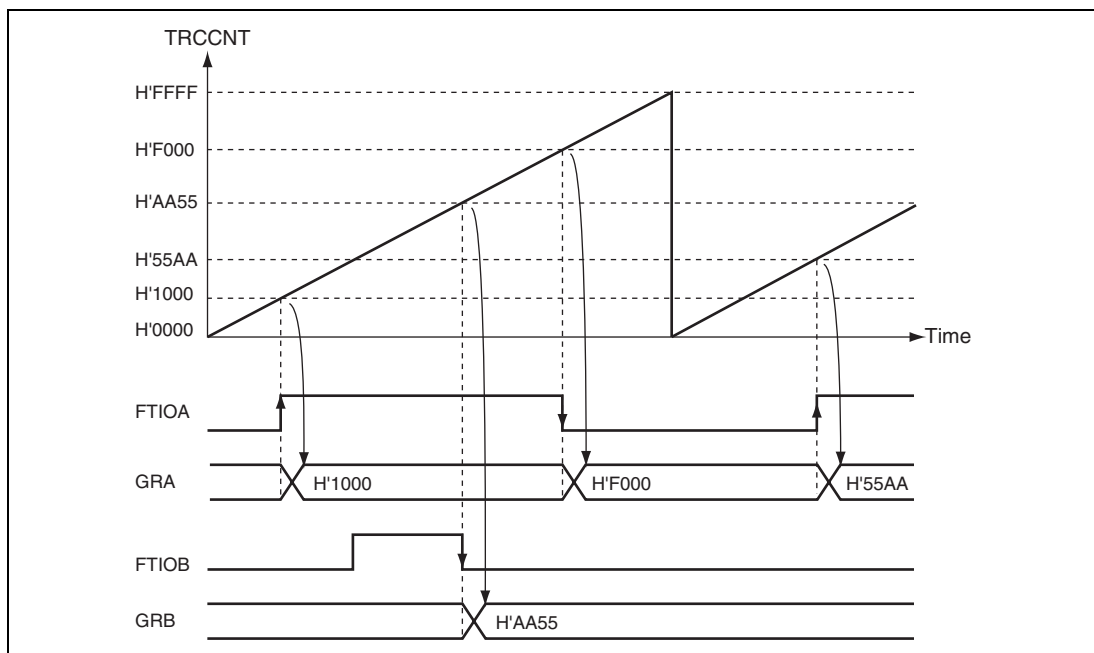 TRCCNT
H'FFFF
H'F000
H'AA55
H'55AA
H'1000
H'0000
Time
FTIOA
GRA
H'1000
H'F000
H'55AA
FTIOB
GRB
H'AA55